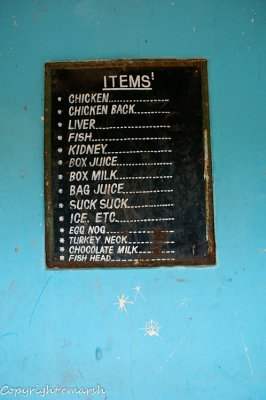 ITEMS'
* CHICKEN
* CHICKEN BACK
* LIVER
* FISH
* KIDNEY
* BOX JUICE
* BOX MILK
* BAG JUICE
* SUCK SUCK
* ICE. ETC
* EGG NOG
* TURKEY NECK
* CHOCOLATE MILK
* FISH HEAD
Copyright cmarsh